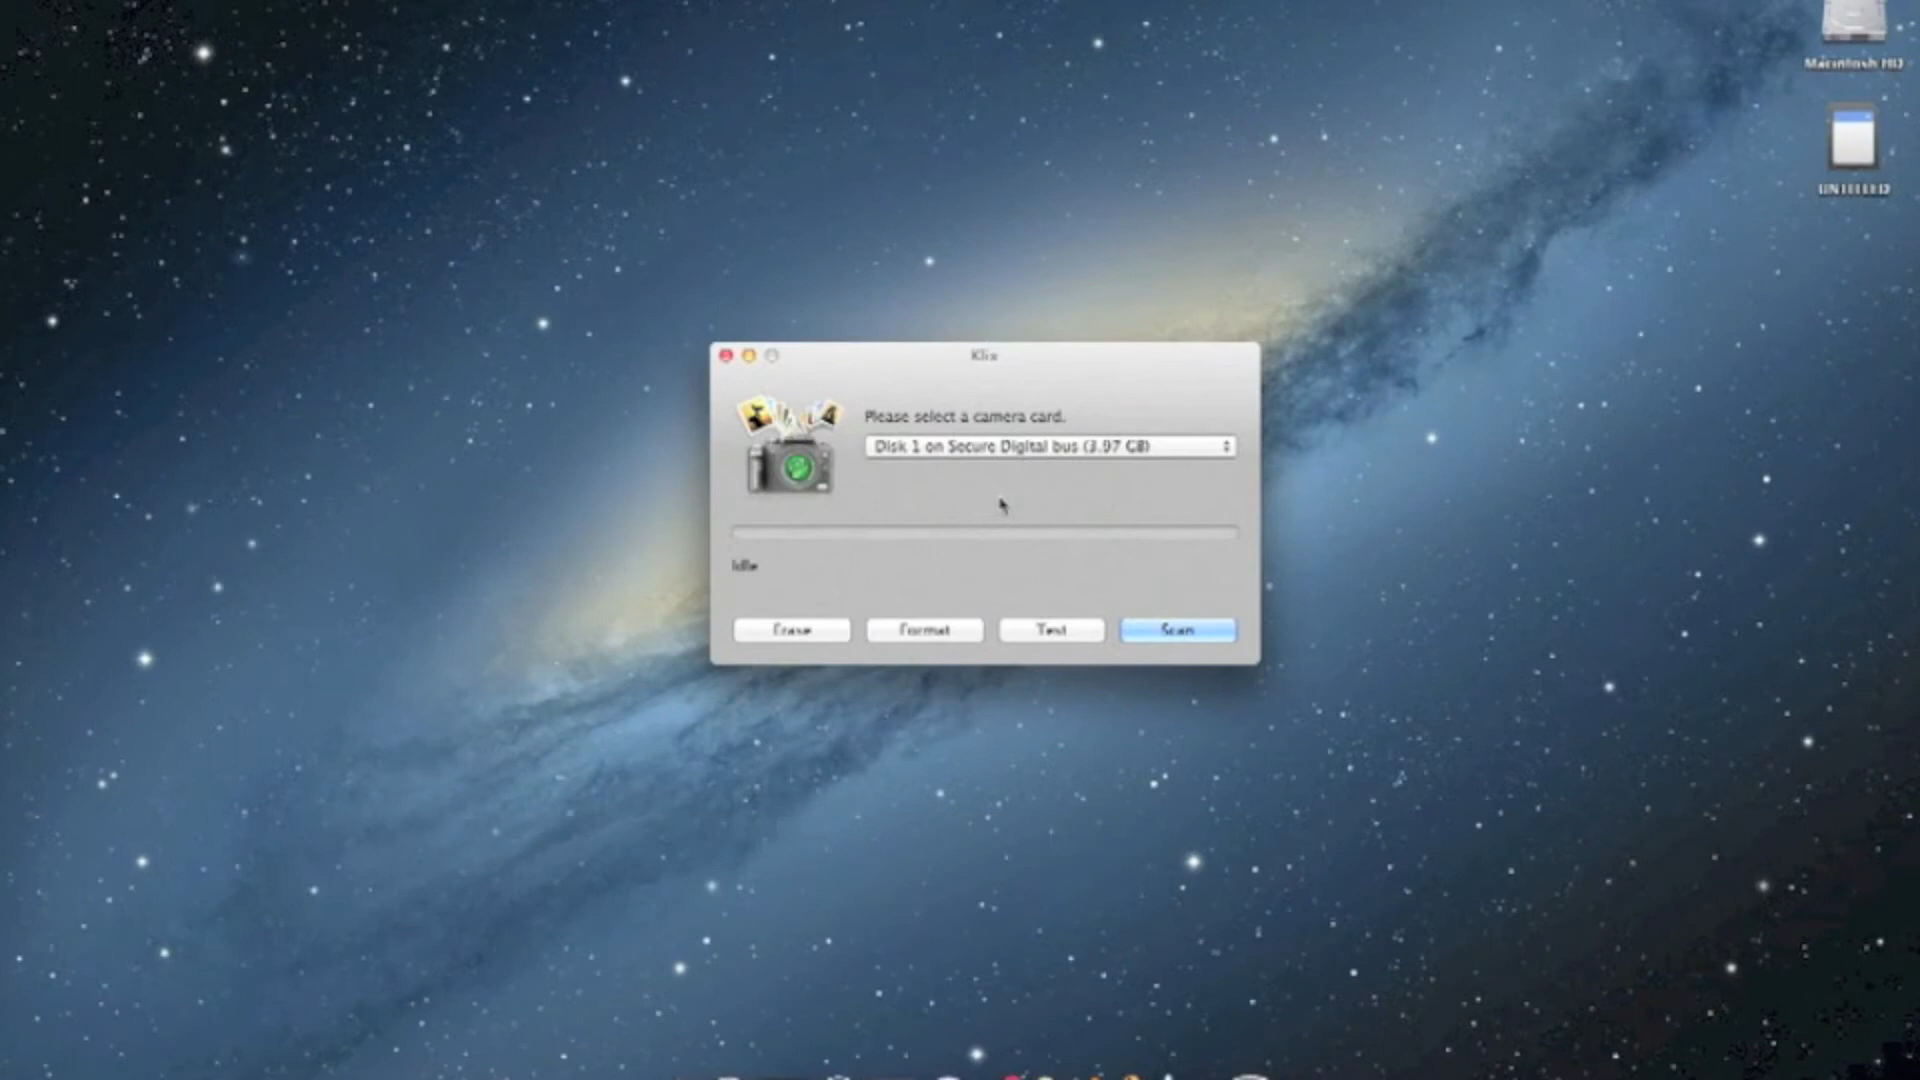 Macintosh HD
Klix
Please select a camera card.
Disk 1 on Secure Digital bus (3.97 GB)
Idle
Erase
Format
Test
Scan